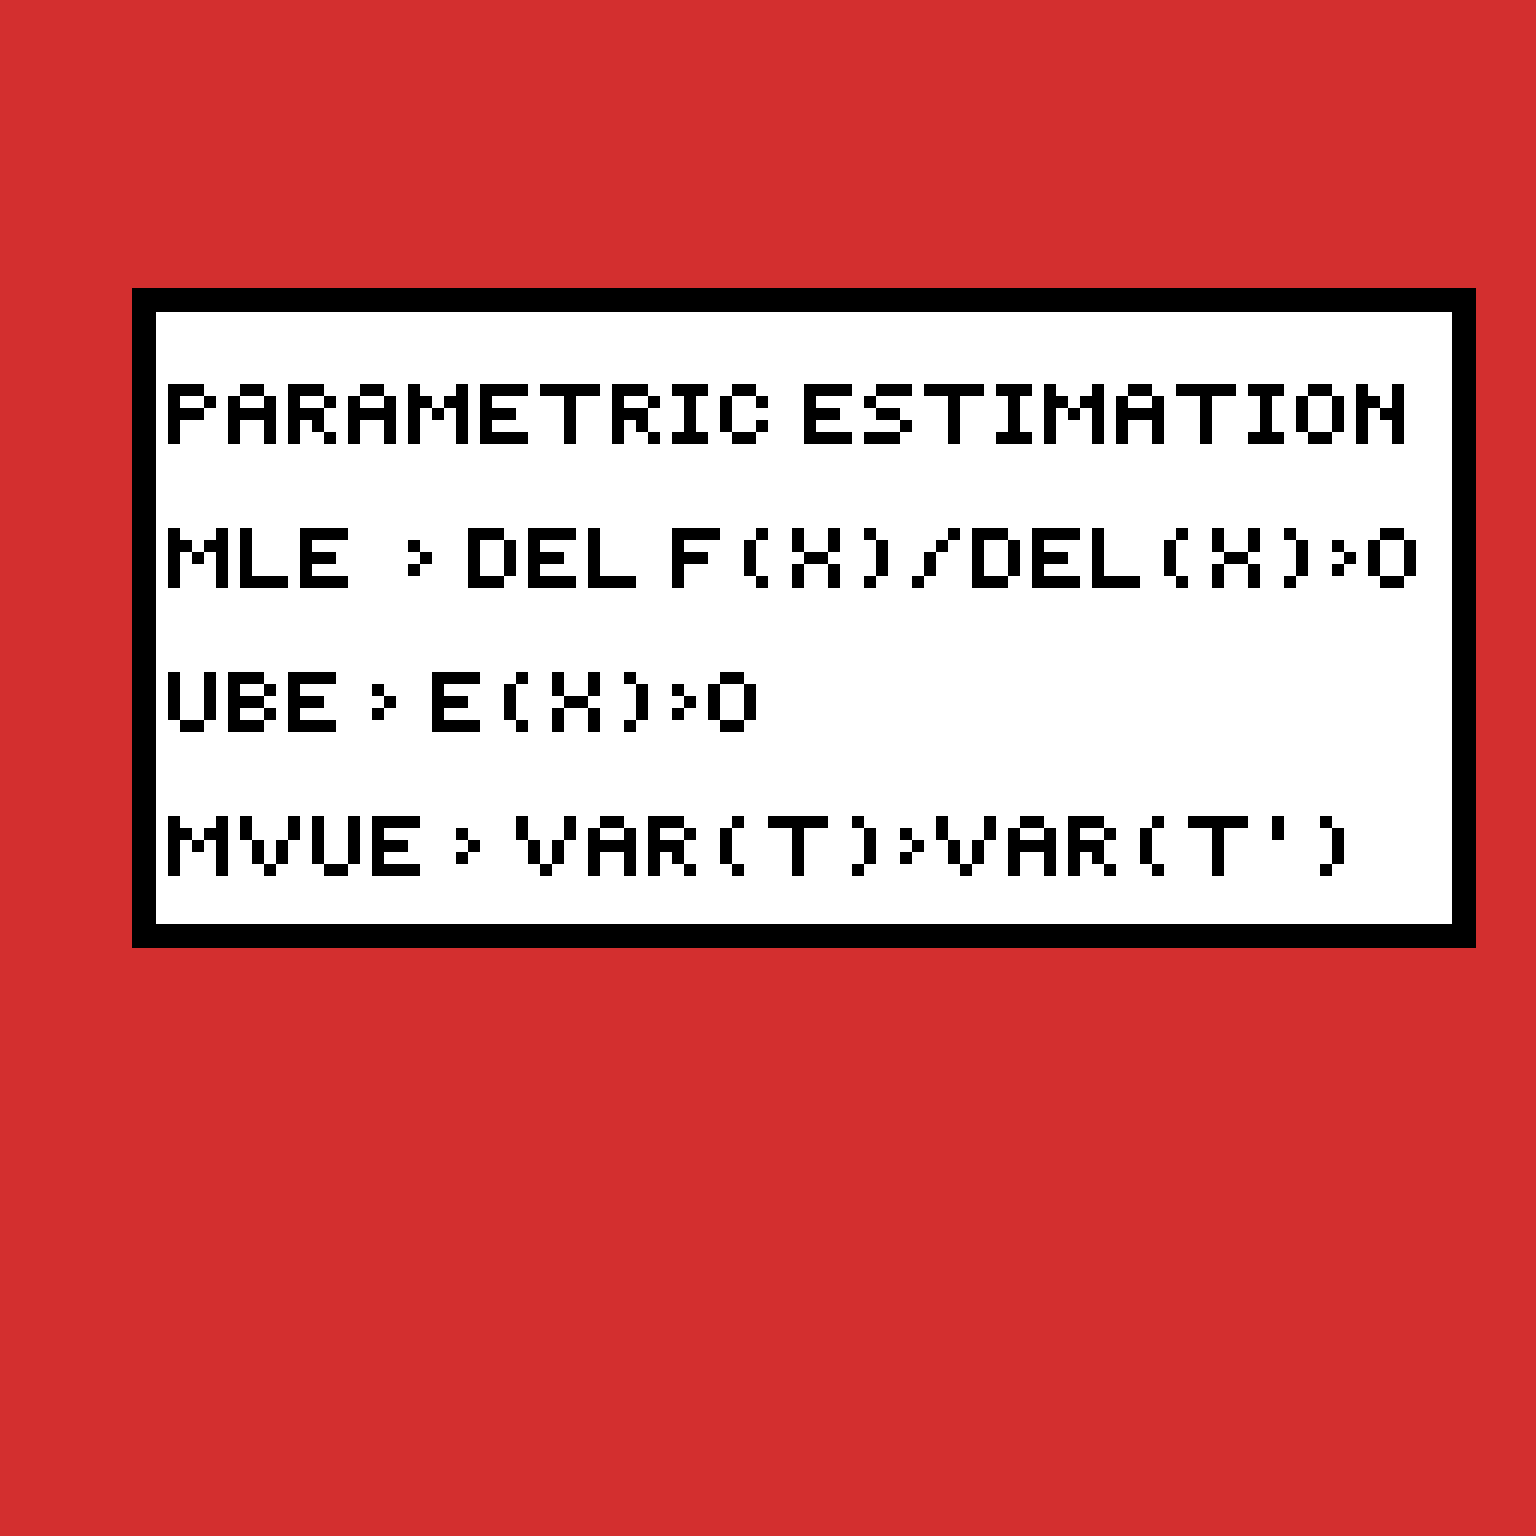 PARAMETRIC ESTIMATION
MLE > DEL F(X)/DEL(X)>0
UBE > E(X)>0
MVUE > VAR(T)>VAR(T')